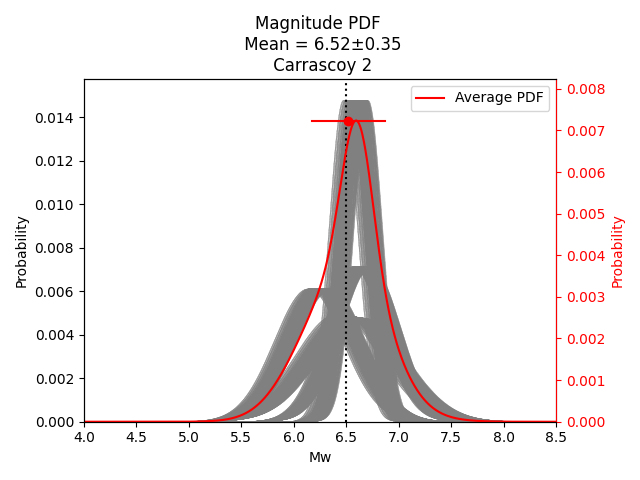 Magnitude PDF
Mean = 6.52±0.35
Carrascoy 2
Average PDF
Probability
0.014
0.012
0.010
0.008
0.006
0.004
0.002
0.000
0.008
0.007
0.006
0.005
0.004
0.003
0.002
0.001
0.000
Probability
4.0 4.5 5.0 5.5 6.0 6.5 7.0 7.5 8.0 8.5
Mw